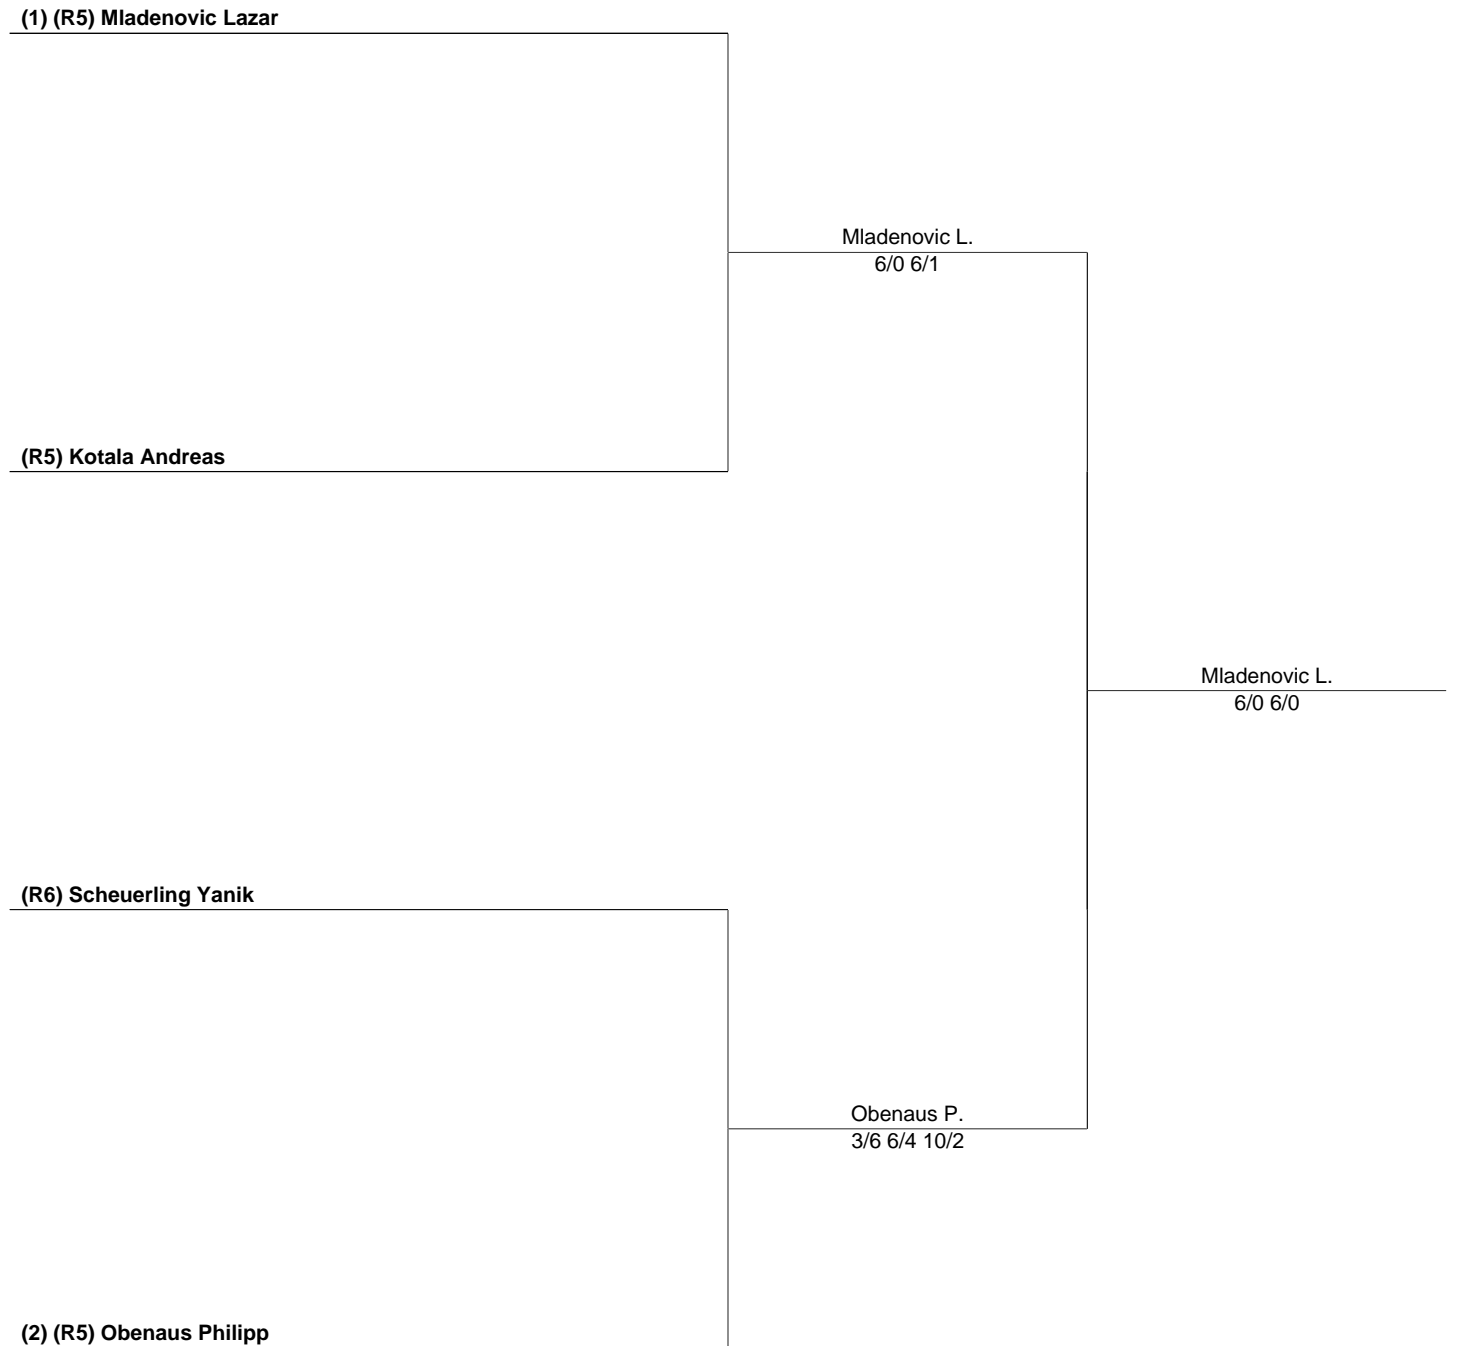 (1) (R5) Mladenovic Lazar
Mladenovic L.
6/0 6/1
(R5) Kotala Andreas
Mladenovic L.
6/0 6/0
(R6) Scheuerling Yanik
Obenaus P.
3/6 6/4 10/2
(2) (R5) Obenaus Philipp